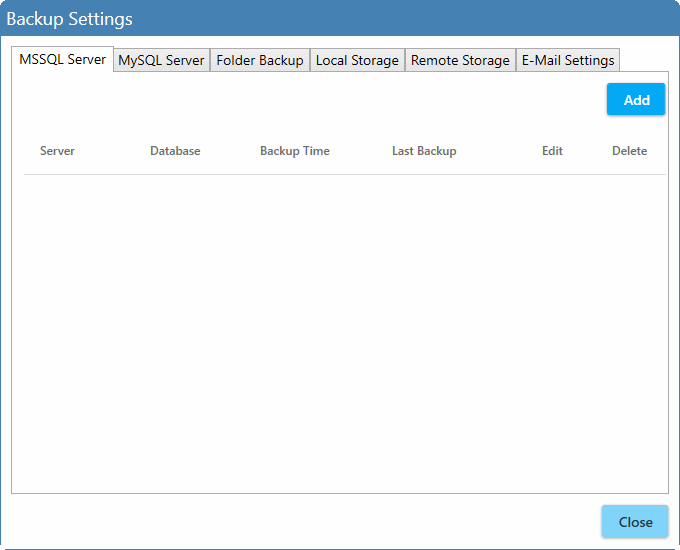 Backup Settings
MSSQL Server MySQL Server Folder Backup Local Storage Remote Storage E-Mail Settings
Add
Server Database Backup Time Last Backup Edit Delete
Close